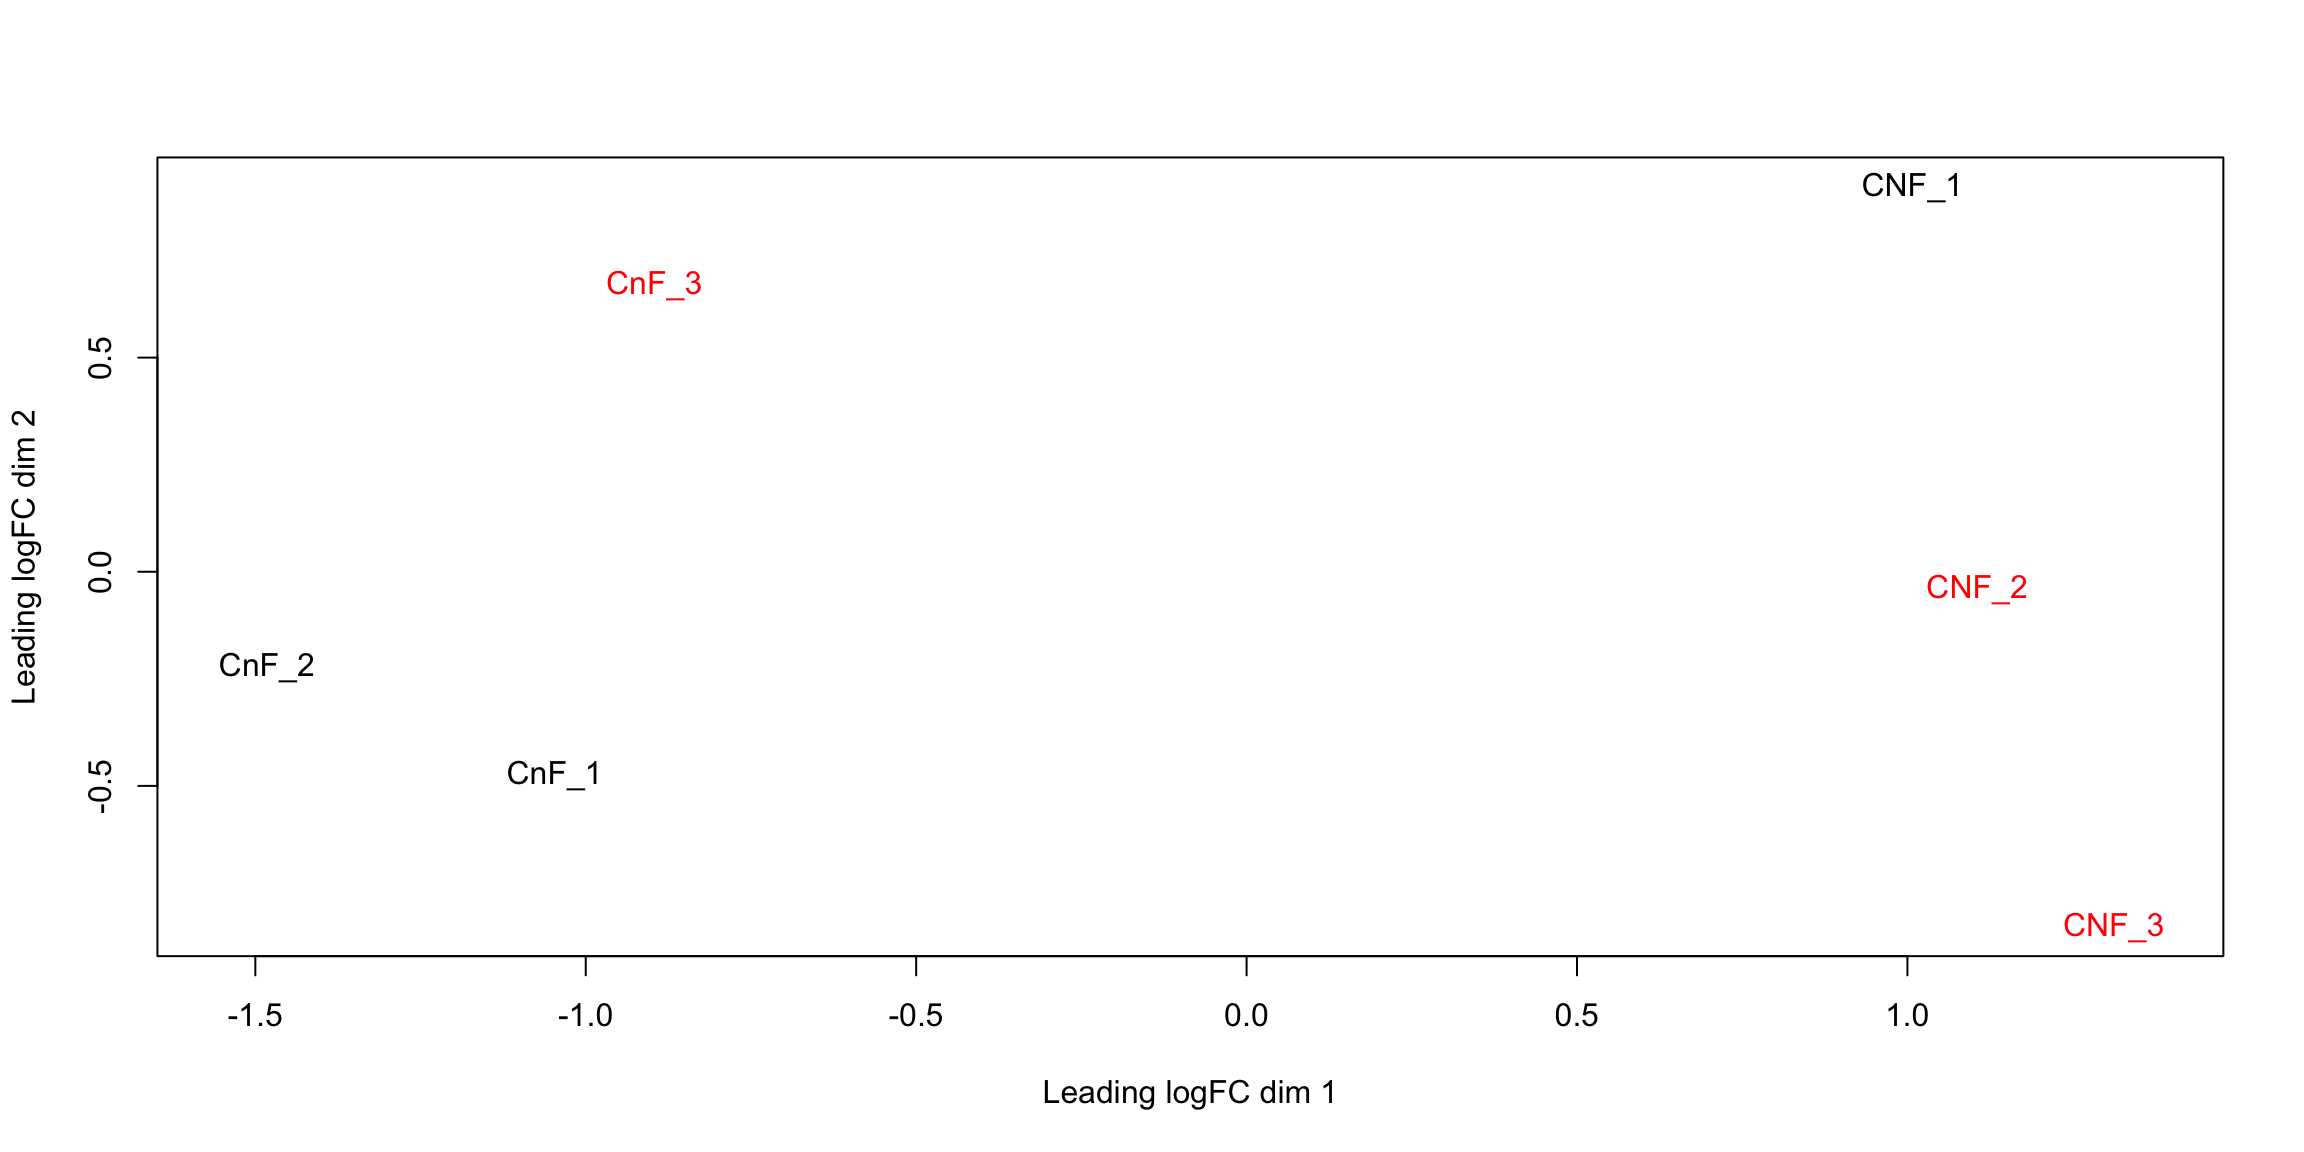 CNF_1
CnF_3
0.5
Leading logFC dim 2
0.0
CNF_2
CnF_2
CnF_1
-0.5
CNF_3
-1.5 -1.0 -0.5 0.0 0.5 1.0
Leading logFC dim 1